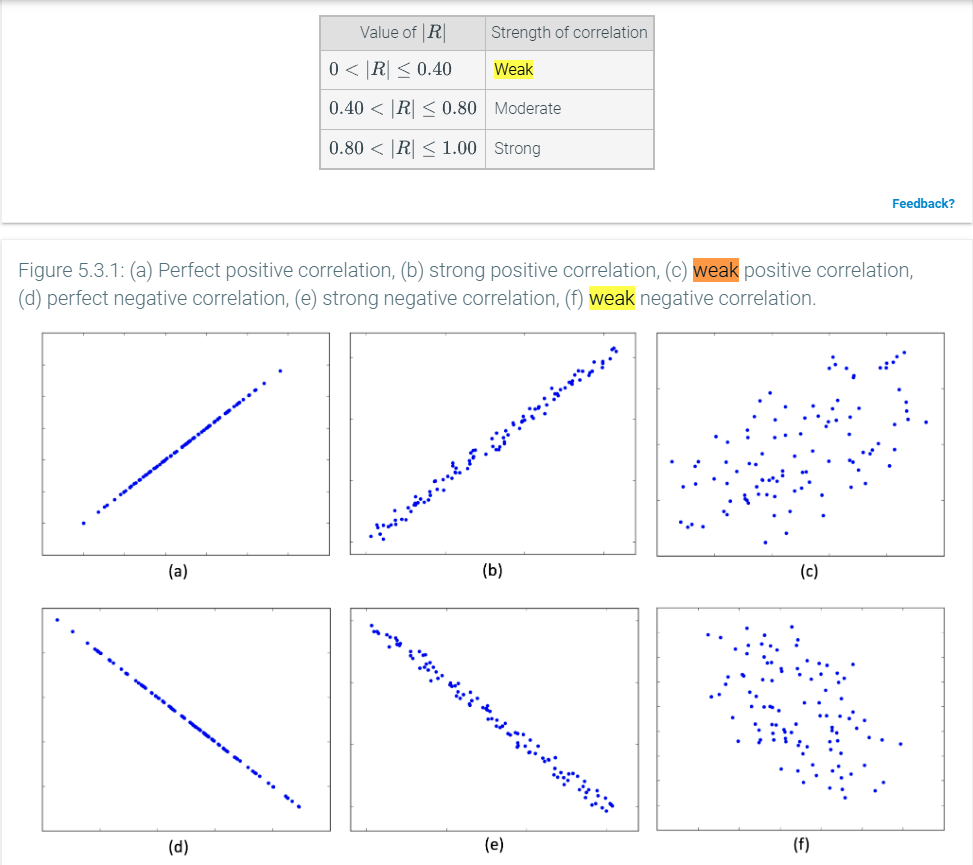 Value of |R| Strength of correlation
0 < |R| ≤ 0.40 Weak
0.40 < |R| ≤ 0.80 Moderate
0.80 < |R| ≤ 1.00 Strong
Feedback?
Figure 5.3.1: (a) Perfect positive correlation, (b) strong positive correlation, (c) weak positive correlation,
(d) perfect negative correlation, (e) strong negative correlation, (f) weak negative correlation.
(a) (b) (c)
(d) (e) (f)